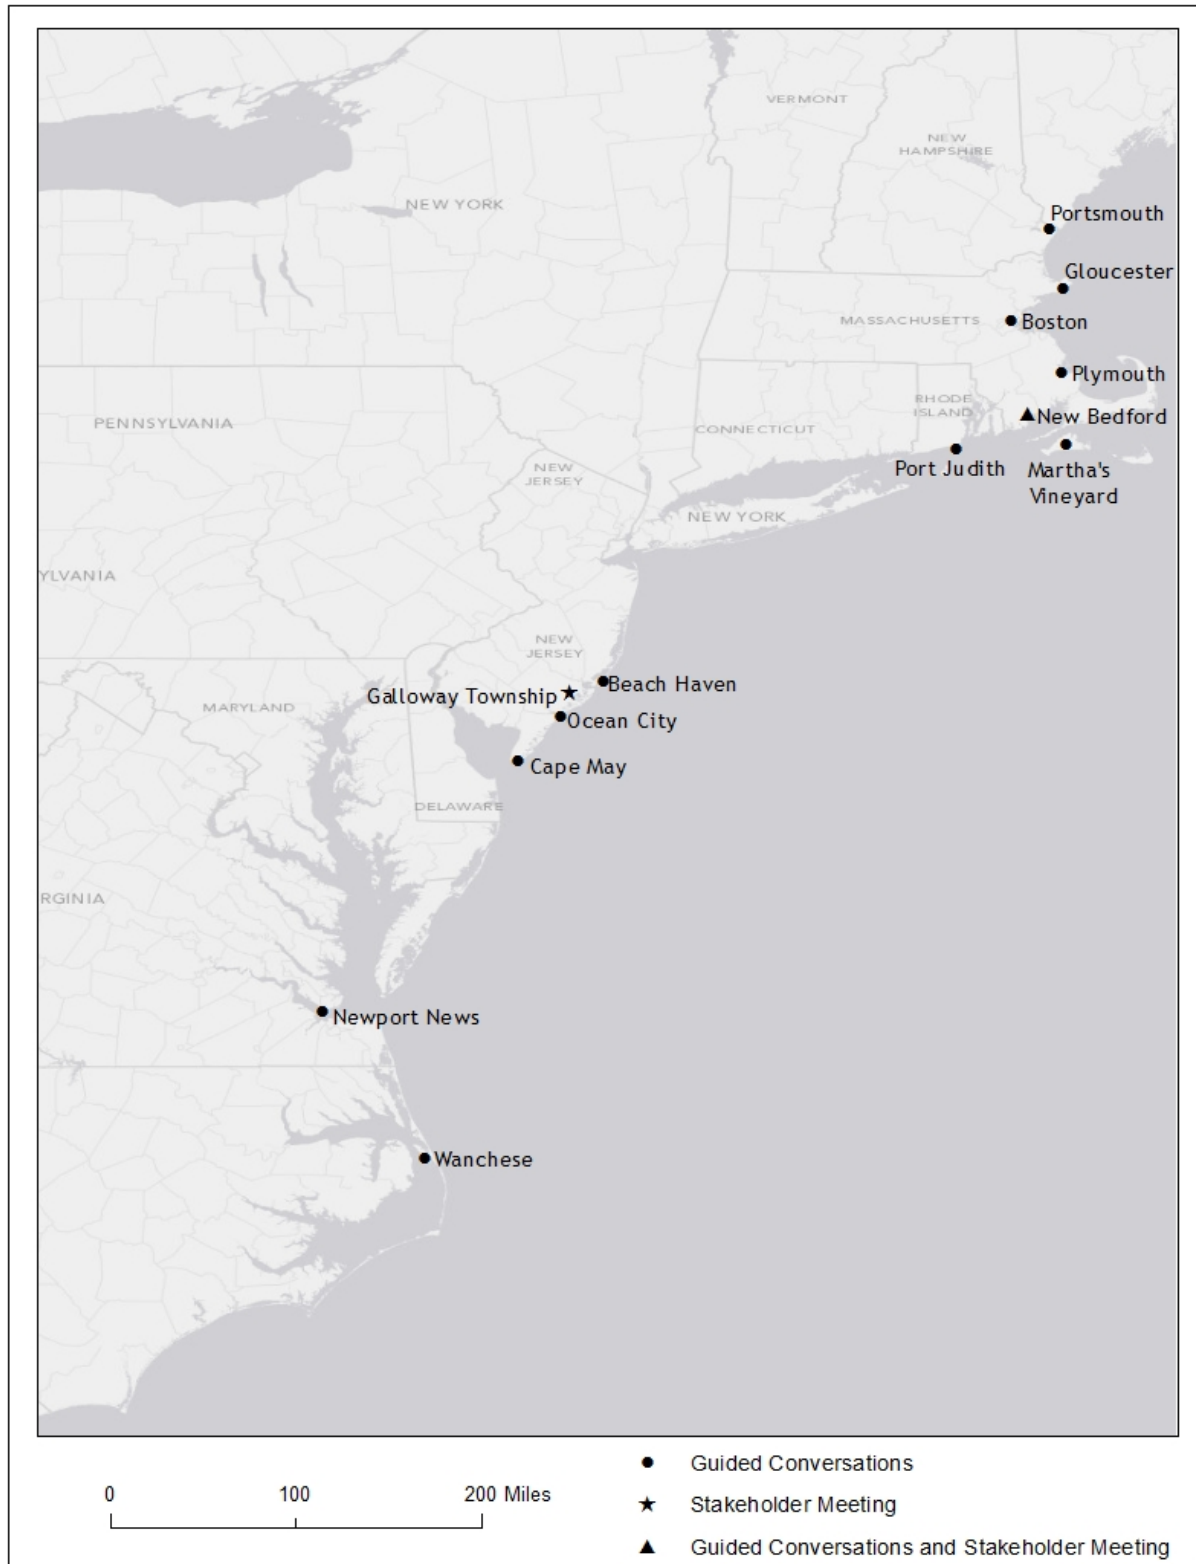 VERMONT
NEW
HAMPSHIRE
NEW YORK
Portsmouth
Gloucester
MASSACHUSETTS
Boston
Plymouth
RHODE
ISLAND
New Bedford
PENNSYLVANIA
CONNECTICUT
Port Judith
Martha's
Vineyard
NEW
JERSEY
NEW YORK
YLVANIA
NEW
JERSEY
Beach Haven
Galloway Township
MARYLAND
Ocean City
Cape May
DELAWARE
RGINIA
Newport News
Wanchese
0 100 200 Miles
Guided Conversations
Stakeholder Meeting
Guided Conversations and Stakeholder Meeting